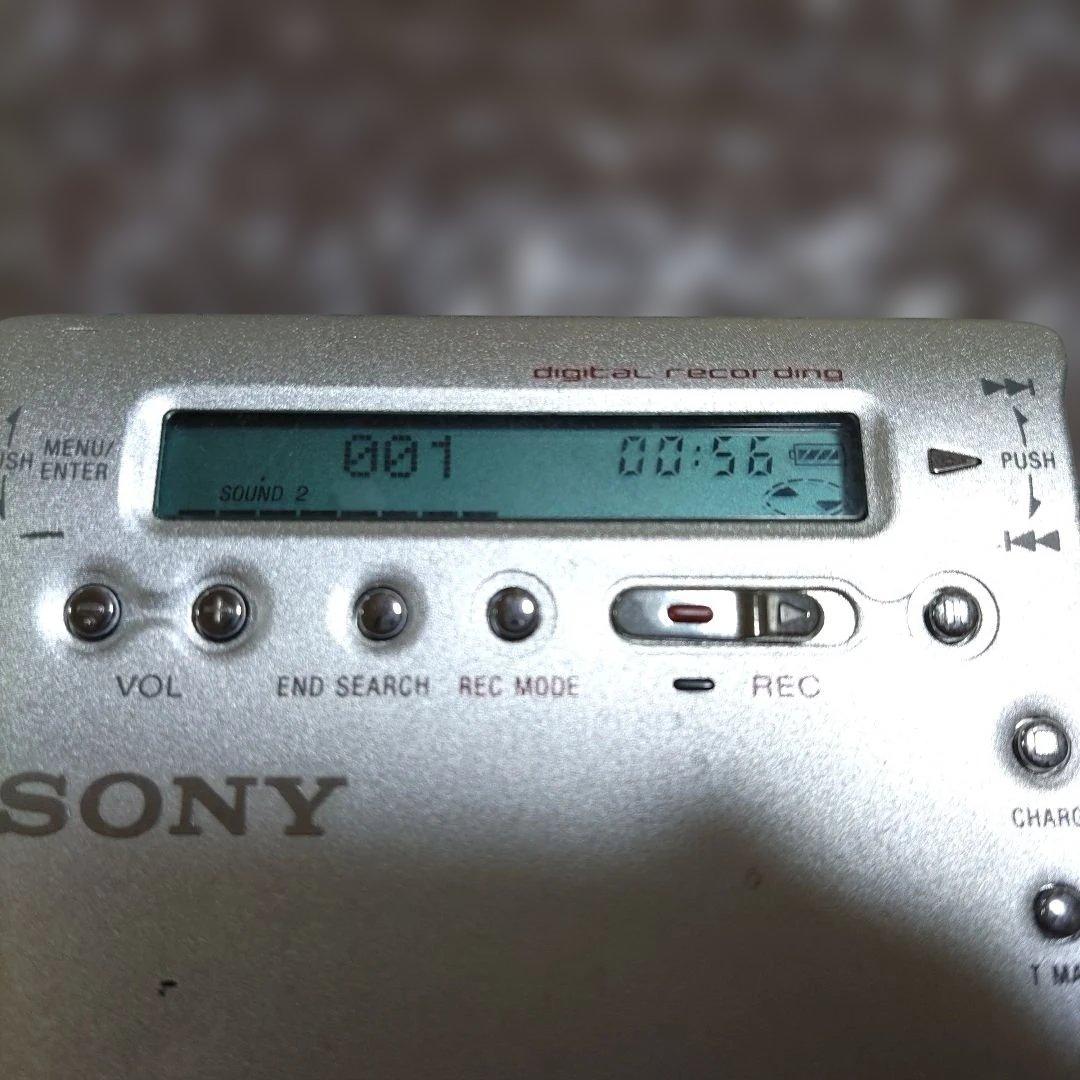 digital recording
MENU/
ENTER
001 00:56
SOUND 2
PUSH
VOL
END SEARCH
REC MODE
REC
SONY